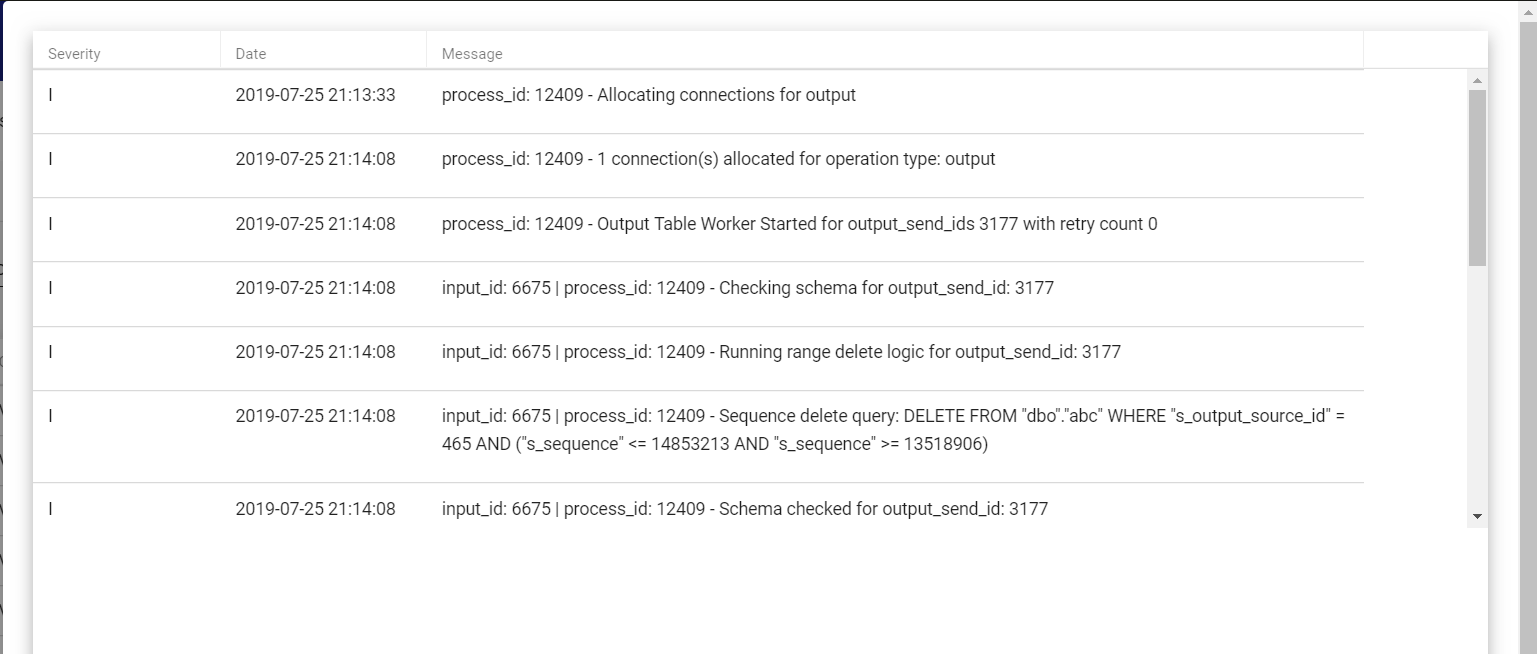 Severity Date Message
I 2019-07-25 21:13:33 process_id: 12409 - Allocating connections for output
I 2019-07-25 21:14:08 process_id: 12409 - 1 connection(s) allocated for operation type: output
I 2019-07-25 21:14:08 process_id: 12409 - Output Table Worker Started for output_send_ids 3177 with retry count 0
I 2019-07-25 21:14:08 input_id: 6675 | process_id: 12409 - Checking schema for output_send_id: 3177
I 2019-07-25 21:14:08 input_id: 6675 | process_id: 12409 - Running range delete logic for output_send_id: 3177
I 2019-07-25 21:14:08 input_id: 6675 | process_id: 12409 - Sequence delete query: DELETE FROM "dbo"."abc" WHERE "s_output_source_id" =
465 AND ("s_sequence" <= 14853213 AND "s_sequence" >= 13518906)
I 2019-07-25 21:14:08 input_id: 6675 | process_id: 12409 - Schema checked for output_send_id: 3177